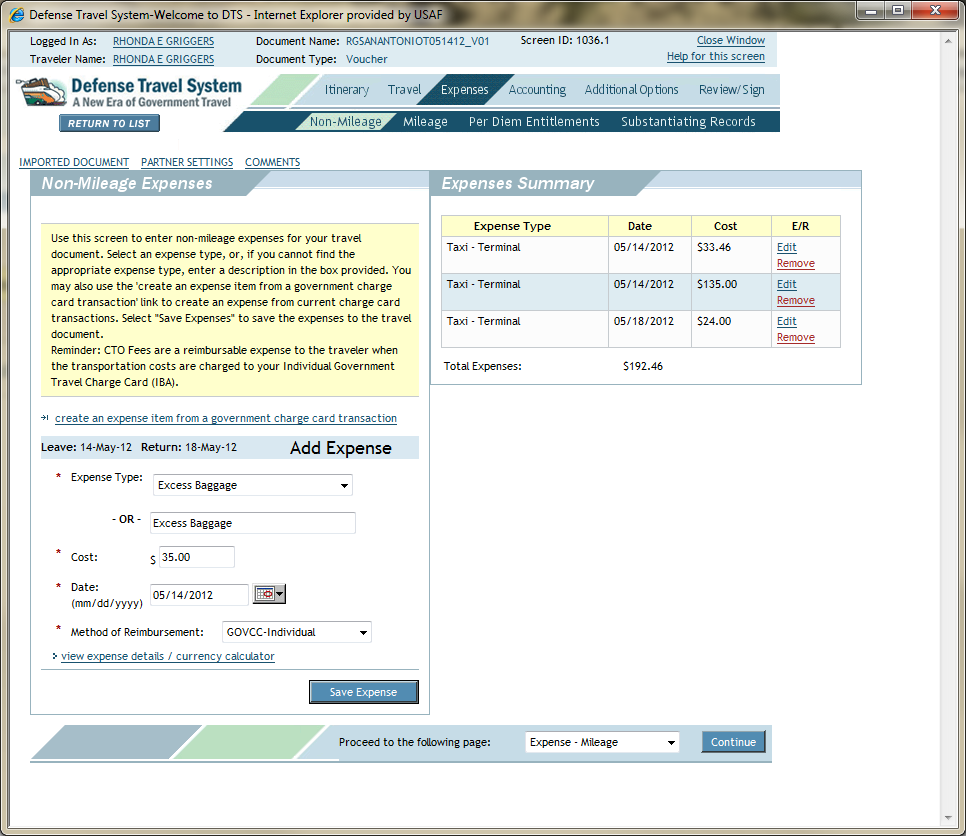 Defense Travel System-Welcome to DTS - Internet Explorer provided by USAF
Logged In As: RHONDA E GRIGGERS Document Name: RGSANANTONIOT051412_V01 Screen ID: 1036.1 Close Window
Traveler Name: RHONDA E GRIGGERS Document Type: Voucher Help for this screen
Defense Travel System
A New Era of Government Travel
Itinerary Travel Expenses Accounting Additional Options Review/Sign
RETURN TO LIST
Non-Mileage Mileage Per Diem Entitlements Substantiating Records
IMPORTED DOCUMENT PARTNER SETTINGS COMMENTS
Non-Mileage Expenses
Use this screen to enter non-mileage expenses for your travel
document. Select an expense type, or, if you cannot find the
appropriate expense type, enter a description in the box provided. You
may also use the 'create an expense item from a government charge
card transaction' link to create an expense from current charge card
transactions. Select "Save Expenses" to save the expenses to the travel
document.
Reminder: CTO Fees are a reimbursable expense to the traveler when
the transportation costs are charged to your Individual Government
Travel Charge Card (IBA).
create an expense item from a government charge card transaction
Leave: 14-May-12 Return: 18-May-12 Add Expense
* Expense Type: Excess Baggage
- OR - Excess Baggage
* Cost: $ 35.00
* Date: 05/14/2012
(mm/dd/yyyy)
* Method of Reimbursement: GOVCC-Individual
view expense details / currency calculator
Save Expense
Expenses Summary
Expense Type Date Cost E/R
Taxi - Terminal 05/14/2012 $33.46 Edit
Remove
Taxi - Terminal 05/14/2012 $135.00 Edit
Remove
Taxi - Terminal 05/18/2012 $24.00 Edit
Remove
Total Expenses: $192.46
Proceed to the following page: Expense - Mileage Continue